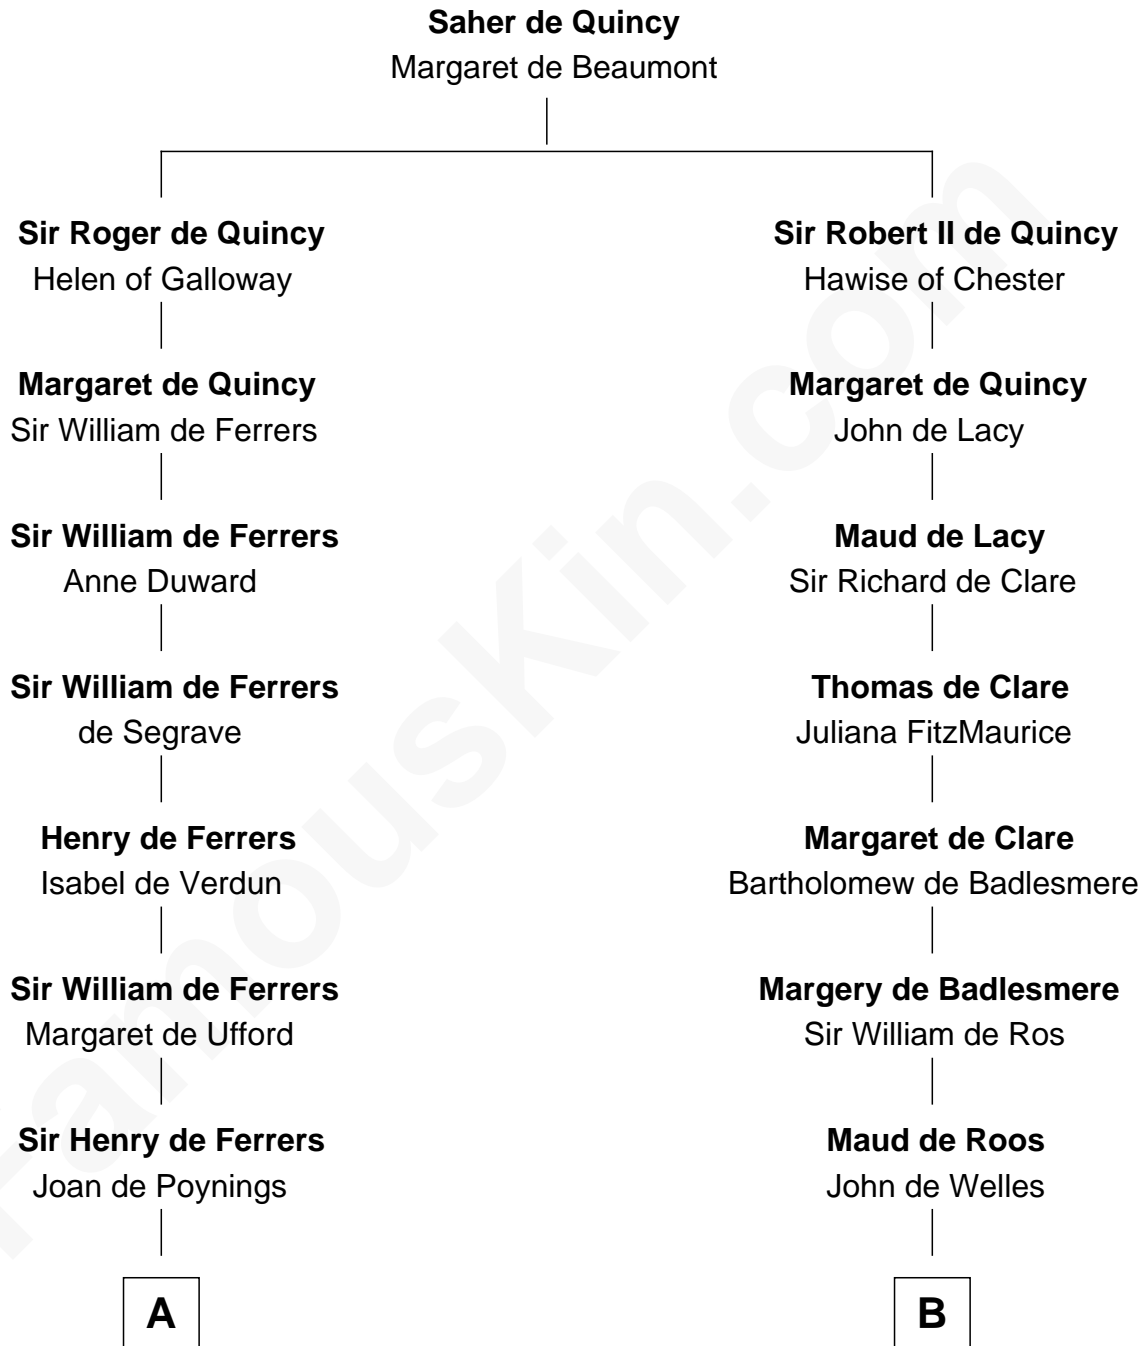 Saher de Quincy
Margaret de Beaumont
Sir Roger de Quincy
Helen of Galloway
Margaret de Quincy
Sir William de Ferrers
Sir William de Ferrers
Anne Duward
Sir William de Ferrers
de Segrave
Henry de Ferrers
Isabel de Verdun
Sir William de Ferrers
Margaret de Ufford
Sir Henry de Ferrers
Joan de Poynings
A
Sir Robert II de Quincy
Hawise of Chester
Margaret de Quincy
John de Lacy
Maud de Lacy
Sir Richard de Clare
Thomas de Clare
Juliana FitzMaurice
Margaret de Clare
Bartholomew de Badlesmere
Margery de Badlesmere
Sir William de Ros
Maud de Roos
John de Welles
B
FamousKin.com